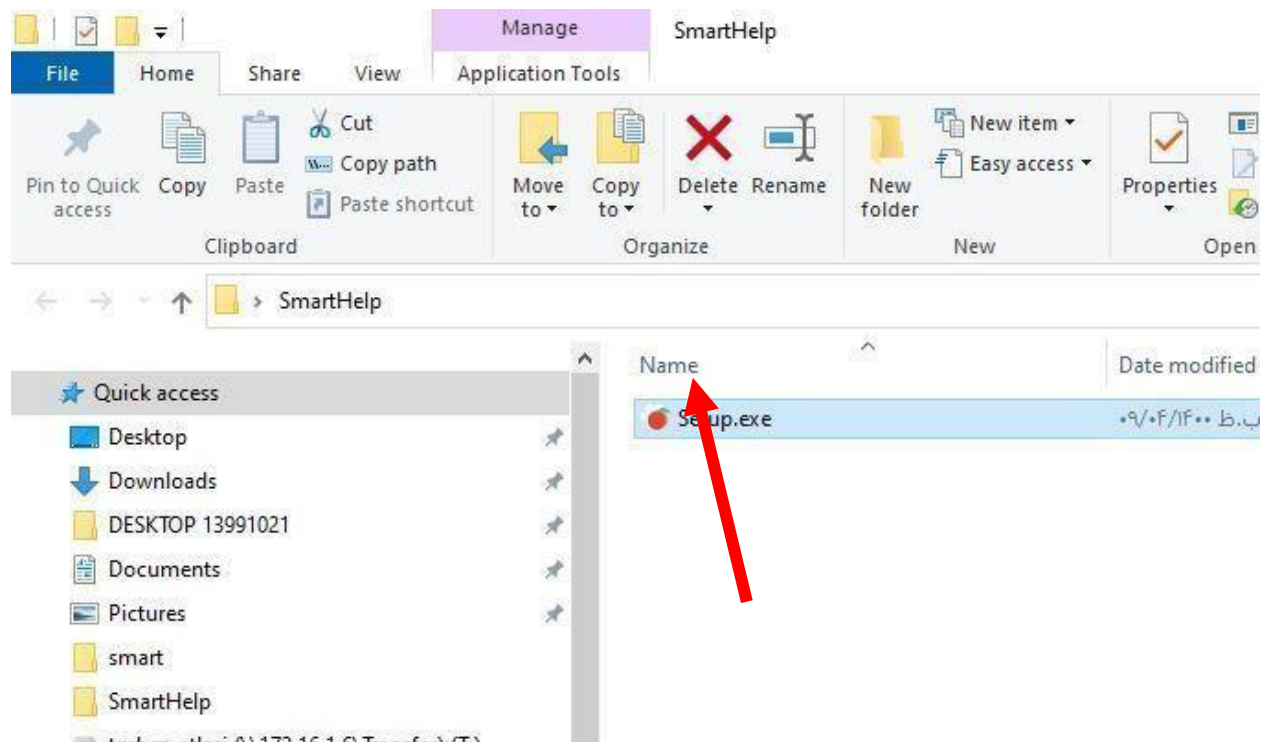 Manage
SmartHelp
File
Home
Share
View
Application Tools
Pin to Quick
access
Copy
Paste
Cut
Copy path
Paste shortcut
Move
to
Copy
to
Delete
Rename
New
folder
New item
Easy access
Properties
Clipboard
Organize
New
Open
SmartHelp
Name
Date modified
Quick access
Setup.exe
۰۹/۰۴/۱۴۰۰ ب.ظ
Desktop
Downloads
DESKTOP 13991021
Documents
Pictures
smart
SmartHelp